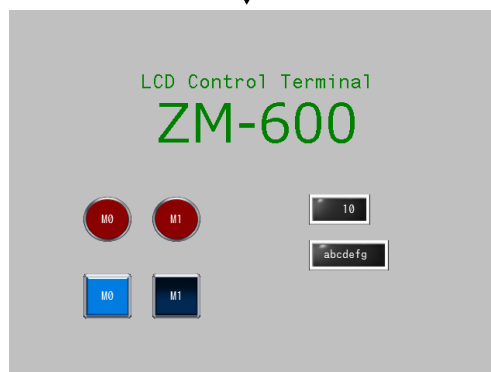 LCD Control Terminal
ZM-600
M0 M1 10
abcdefg
M0 M1